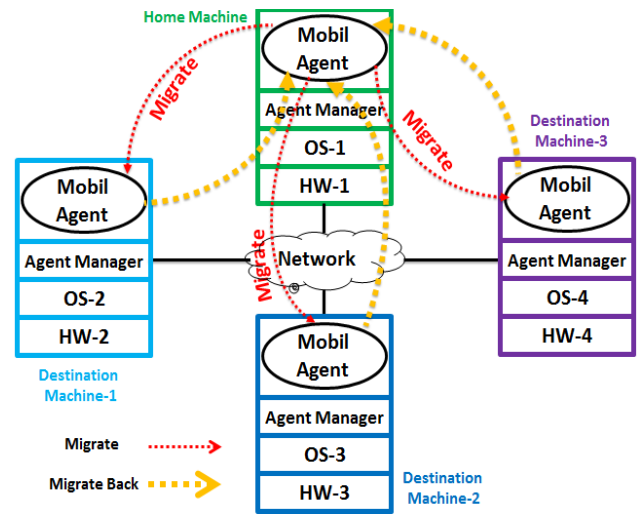 Home Machine
Mobil
Agent
Agent Manager
OS-1
HW-1
Migrate
Migrate
Migrate
Destination
Machine-3
Mobil
Agent
Agent Manager
OS-2
HW-2
Destination
Machine-1
Network
Mobil
Agent
Agent Manager
OS-4
HW-4
Mobil
Agent
Agent Manager
OS-3
HW-3
Destination
Machine-2
Migrate
Migrate Back